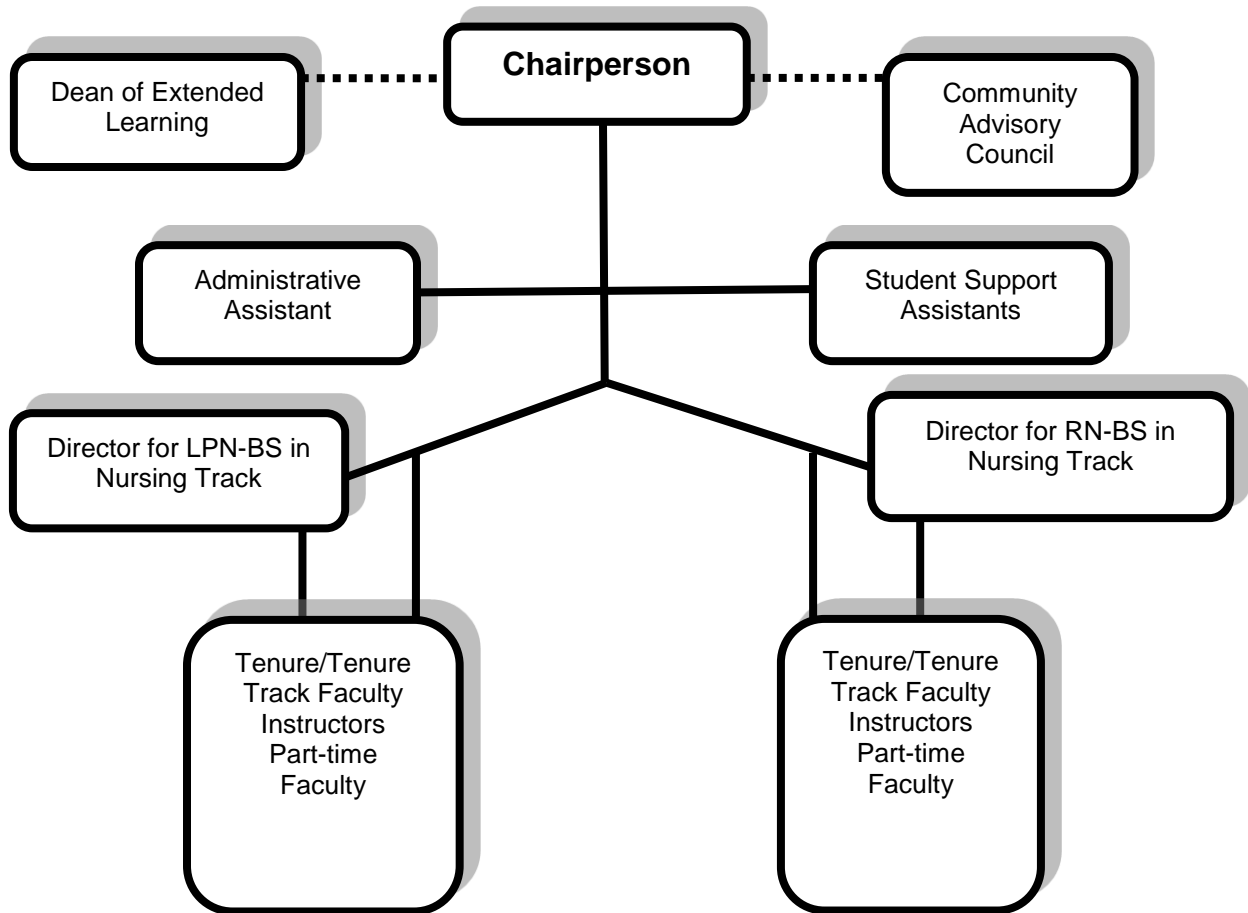 Chairperson
Dean of Extended
Learning
Community
Advisory
Council
Administrative
Assistant
Student Support
Assistants
Director for LPN-BS in
Nursing Track
Director for RN-BS in
Nursing Track
Tenure/Tenure
Track Faculty
Instructors
Part-time
Faculty
Tenure/Tenure
Track Faculty
Instructors
Part-time
Faculty